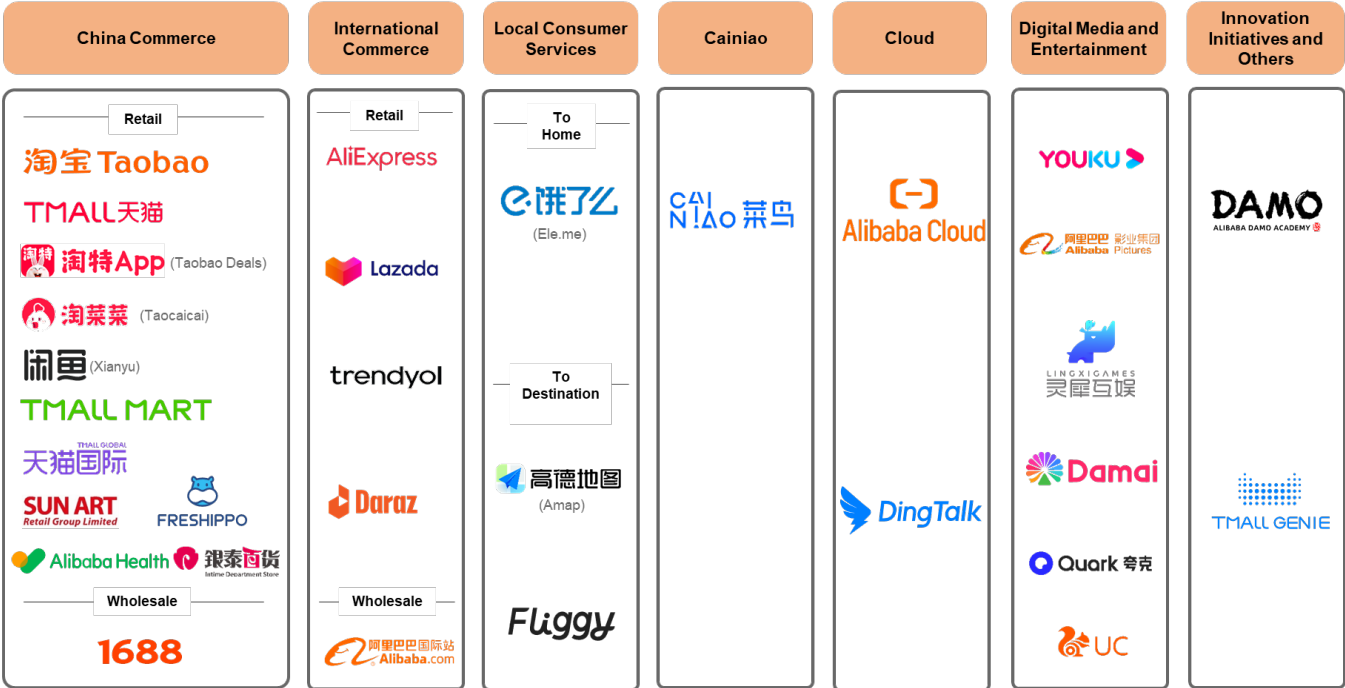 China Commerce
International
Commerce
Local Consumer
Services
Cainiao
Cloud
Digital Media and
Entertainment
Innovation
Initiatives and
Others
Retail
淘宝 Taobao
TMALL天猫
淘特
淘特App (Taobao Deals)
淘菜菜 (Taocaicai)
闲鱼 (Xianyu)
TMALL MART
TMALL GLOBAL
天猫国际
SUN ART
Retail Group Limited
FRESHIPPO
Alibaba Health
银泰百货
Intime Department Store
Wholesale
1688
Retail
AliExpress
Lazada
trendyol
Daraz
Wholesale
阿里巴巴国际站
Alibaba.com
To
Home
饿了么
(Ele.me)
To
Destination
高德地图
(Amap)
Fliggy
CAI
NIAO 菜鸟
Alibaba Cloud
DingTalk
YOUKU
阿里巴巴 影业集团
Alibaba Pictures
LINGXIGAMES
灵犀互娱
Damai
Quark 夸克
UC
DAMO
ALIBABA DAMO ACADEMY
TMALL GENIE